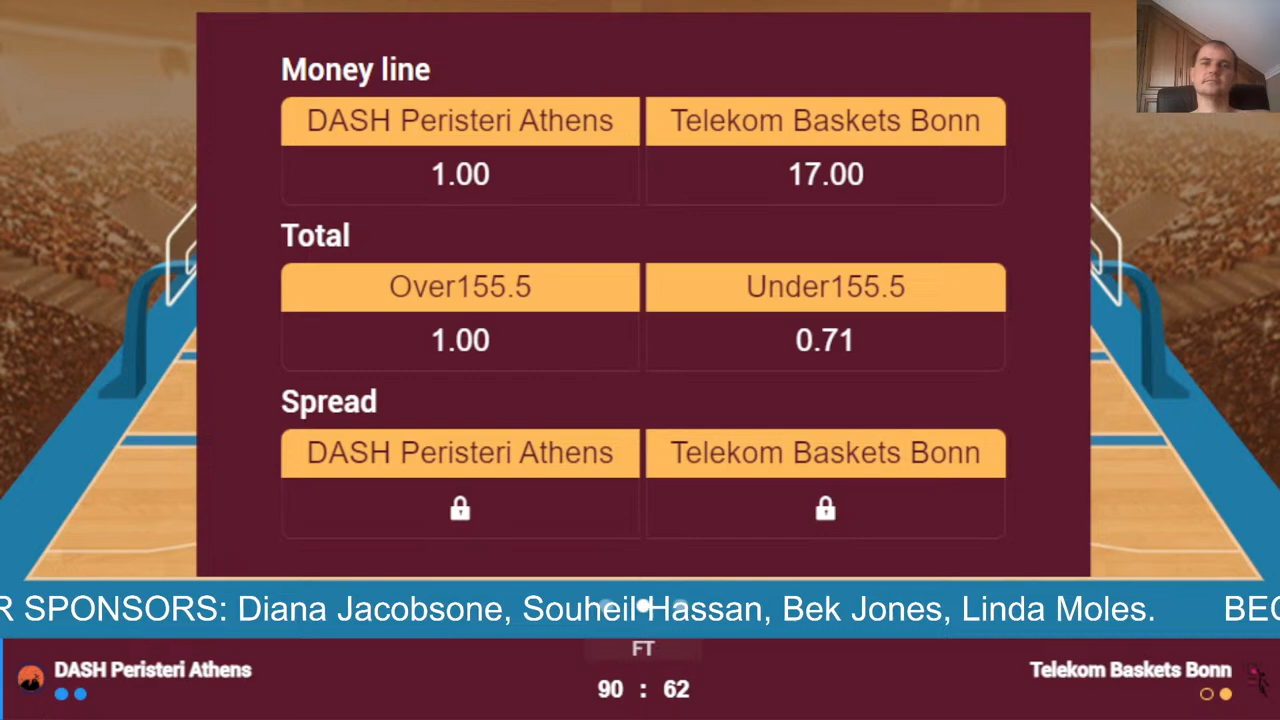 Money line
DASH Peristeri Athens Telekom Baskets Bonn
1.00 17.00
Total
Over155.5 Under155.5
1.00 0.71
Spread
DASH Peristeri Athens Telekom Baskets Bonn
R SPONSORS: Diana Jacobsone, Souheil Hassan, Bek Jones, Linda Moles. BEC
FT
DASH Peristeri Athens Telekom Baskets Bonn
90 : 62